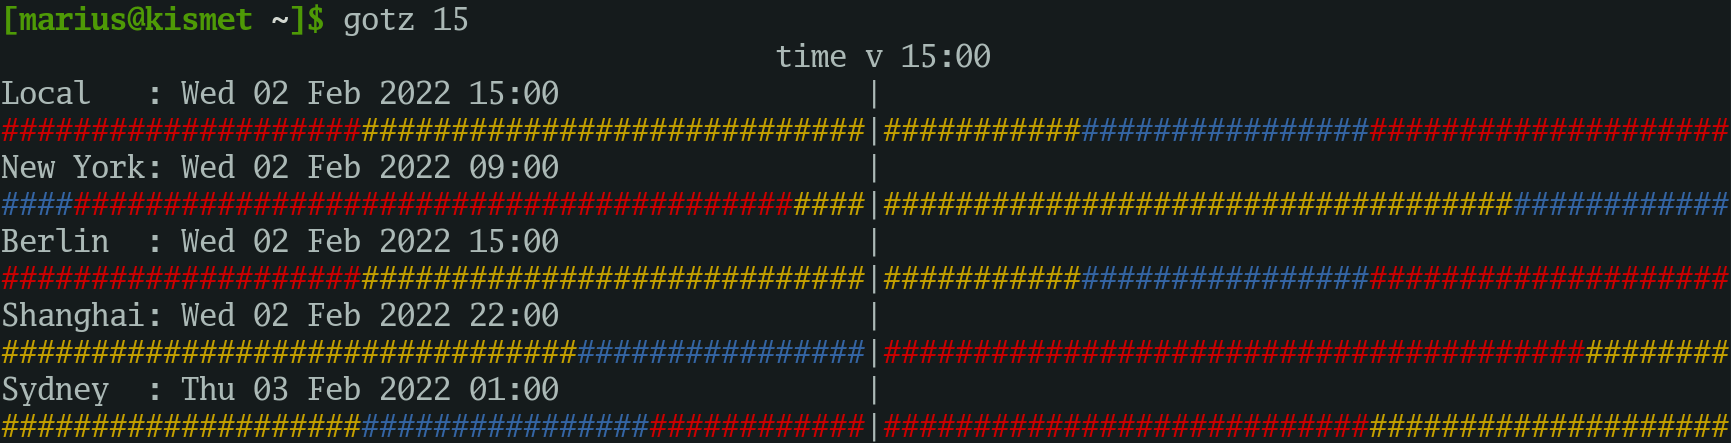 [marius@kismet ~]$ gotz 15
                                           time v 15:00
Local   : Wed 02 Feb 2022 15:00                 |
################################################|###############################################
New York: Wed 02 Feb 2022 09:00                 |
################################################|###############################################
Berlin  : Wed 02 Feb 2022 15:00                 |
################################################|###############################################
Shanghai: Wed 02 Feb 2022 22:00                 |
################################################|###############################################
Sydney  : Thu 03 Feb 2022 01:00                 |
################################################|###############################################